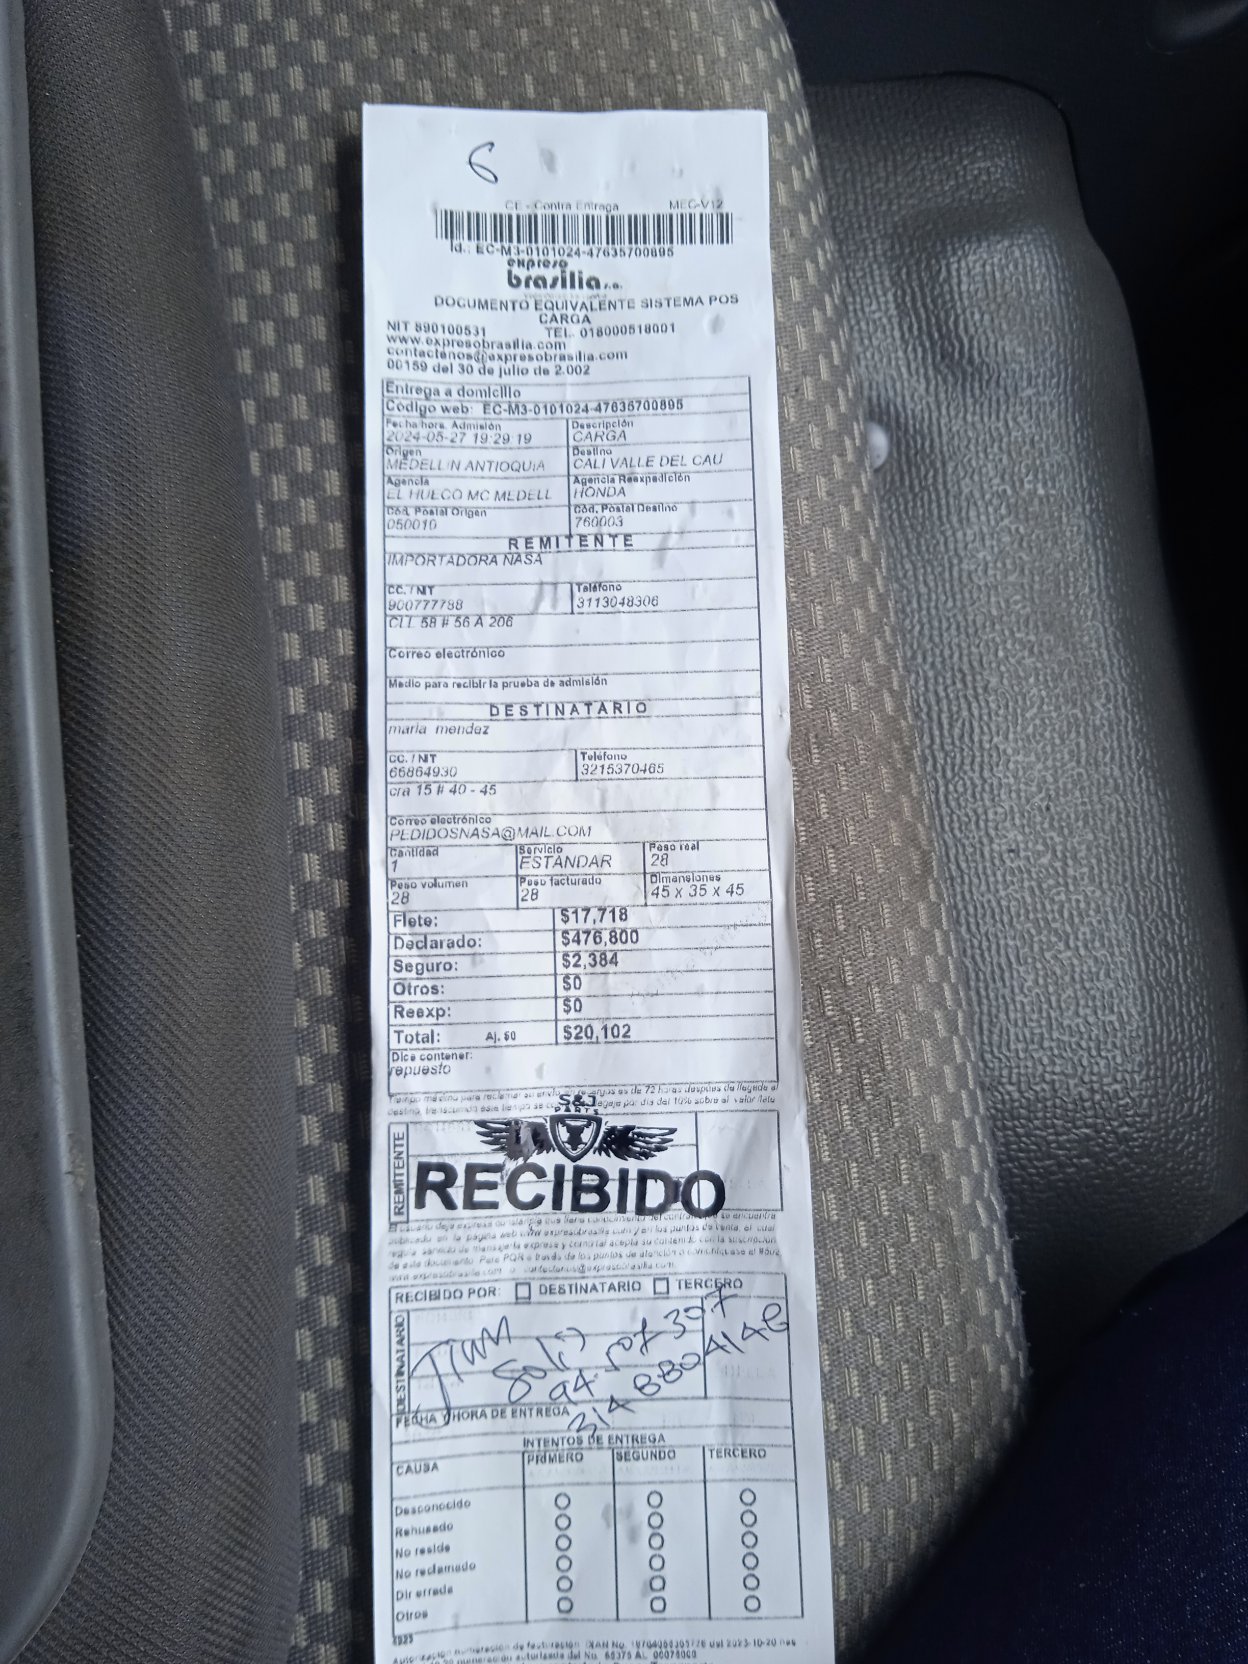 6
CE - Contra Entrega MEC-V12
Id.: EC-M3-0101024-47635700895
expreso
brasilia s.a.
DOCUMENTO EQUIVALENTE SISTEMA POS
CARGA
NIT 890100531 TEL. 018000518001
www.expresobrasilia.com
contactenos@expresobrasilia.com
00159 del 30 de julio de 2.002
Entrega a domicilio
Código web: EC-M3-0101024-47635700895
Fecha hora. Admisión Descripción
2024-05-27 19:29:19 CARGA
Origen Destino
MEDELLIN ANTIOQUIA CALI VALLE DEL CAU
Agencia Agencia Reexpedición
EL HUECO MC MEDELL HONDA
Cód. Postal Origen Cód. Postal Destino
050010 760003
REMITENTE
IMPORTADORA NASA
CC. / NIT Teléfono
900777788 3113048306
CLL 58 # 56 A 206
Correo electrónico
Medio para recibir la prueba de admisión
DESTINATARIO
maria mendez
CC. / NIT Teléfono
66864930 3215370465
cra 15 # 40 - 45
Correo electrónico
PEDIDOSNASA@MAIL.COM
Cantidad Servicio Peso real
1 ESTANDAR 28
Peso volumen Peso facturado Dimensiones
28 28 45 x 35 x 45
Flete: $17,718
Declarado: $476,800
Seguro: $2,384
Otros: $0
Reexp: $0
Total: Aj. $0 $20,102
Dice contener:
repuesto
S&J
PARTS
REMITENTE
RECIBIDO
RECIBIDO POR: DESTINATARIO TERCERO
DESTINATARIO
94 507 307
FECHA Y HORA DE ENTREGA
INTENTOS DE ENTREGA
CAUSA PRIMERO SEGUNDO TERCERO
Desconocido
Rehusado
No reside
No reclamado
Dir errada
Otros